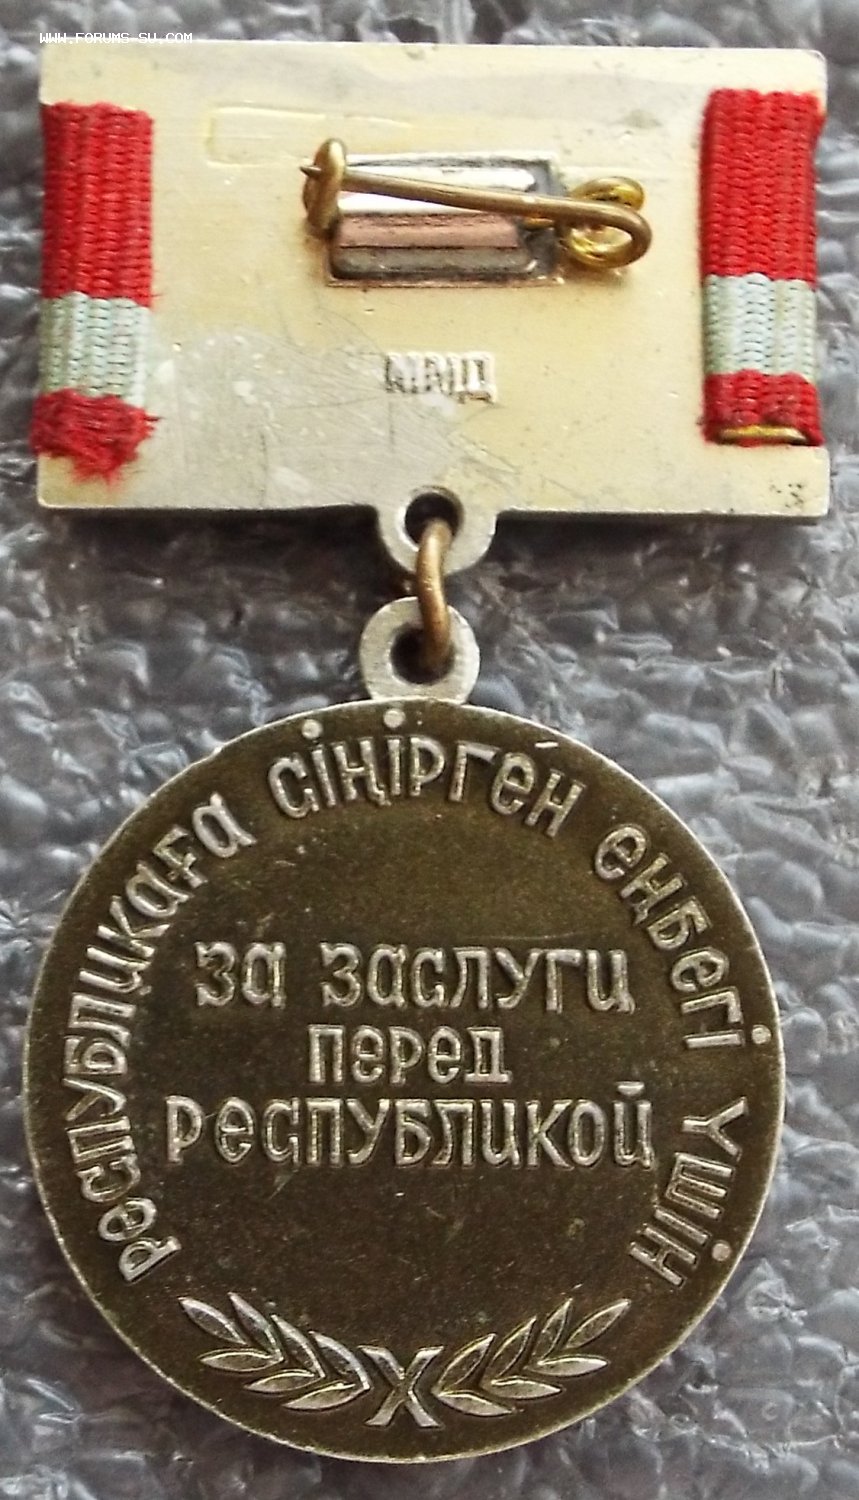 WWW.FORUMS-SU.COM
ММД
Республикаға сіңірген еңбегі үшін
за заслуги
перед
Республикой
X